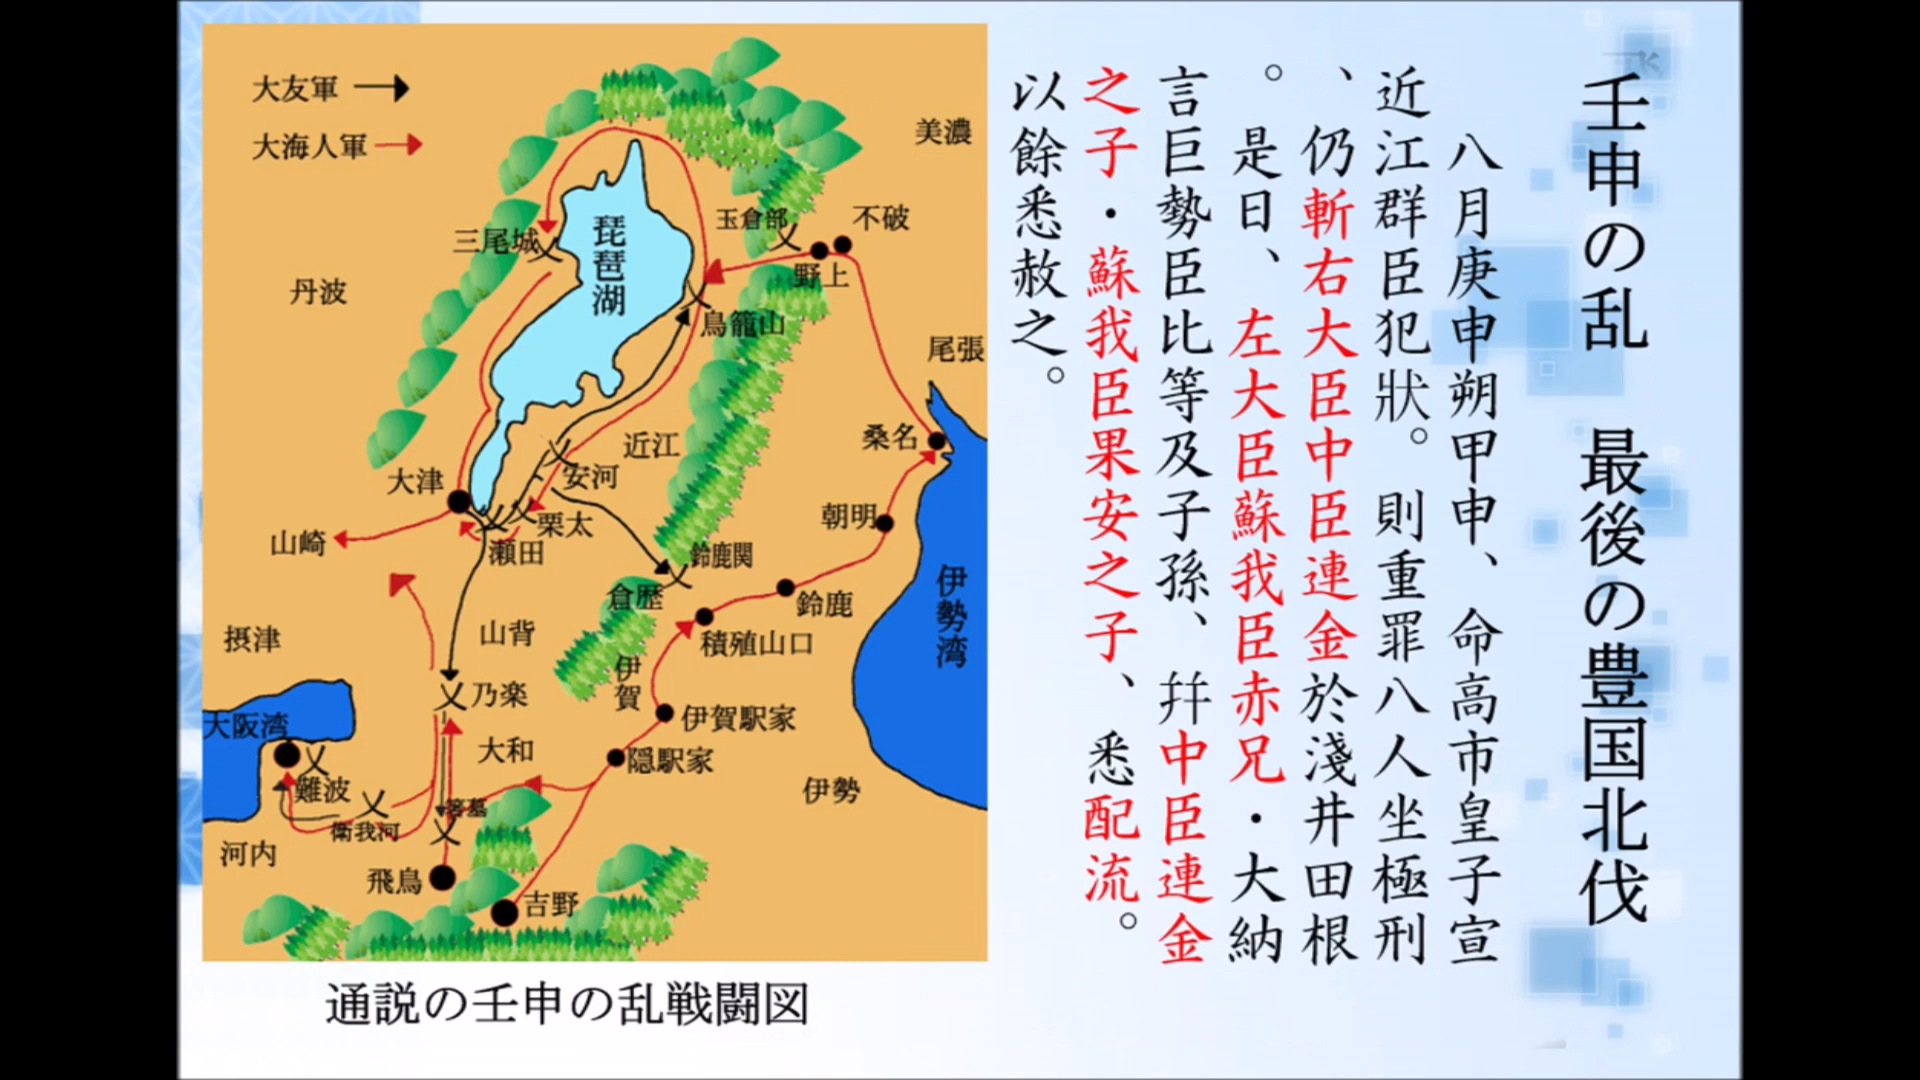 壬申の乱　最後の豊国北伐
八月庚申朔甲申、命高市皇子宣
近江群臣犯狀。則重罪八人坐極刑
、仍斬右大臣中臣連金於淺井田根
。是日、左大臣蘇我臣赤兄・大納
言巨勢臣比等及子孫、幷中臣連金
之子・蘇我臣果安之子、悉配流。
以餘悉赦之。
大友軍
大海人軍
美濃
不破
玉倉部
野上
三尾城
琵琶湖
丹波
鳥籠山
尾張
近江
桑名
大津
安河
栗太
朝明
山崎
瀬田
鈴鹿関
倉歴
鈴鹿
伊勢湾
摂津
山背
積殖山口
伊賀
乃楽
伊賀駅家
大阪湾
大和
隠駅家
難波
箸墓
伊勢
衛我河
河内
飛鳥
吉野
通説の壬申の乱戦闘図